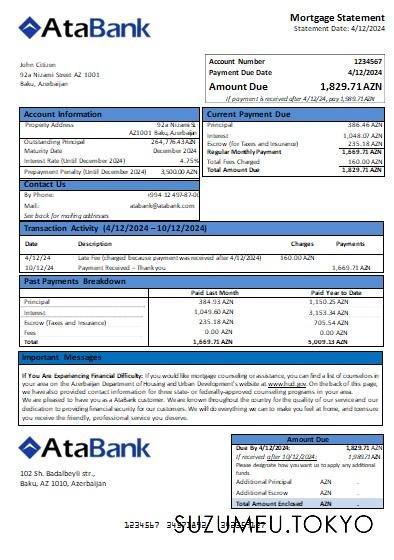 AtaBank
Mortgage Statement
Statement Date: 4/12/2024
John Citizen
92a Nizami Street AZ 1001
Baku, Azerbaijan
Account Number 1234567
Payment Due Date 4/12/2024
Amount Due 1,829.71 AZN
If payment is received after 4/12/24, pay 1,989.71 AZN
Account Information
Property Address 92a Nizami S
AZ1001 Baku, Azerbaijan
Outstanding Principal 264,776.43 AZN
Maturity Date December 2024
Interest Rate (Until December 2024) 4.75%
Prepayment Penalty (Until December 2024) 3,500.00 AZN
Contact Us
By Phone: +994 12 497-87-00
Mail: atabank@atabank.com
See back for mailing addresses
Current Payment Due
Principal 386.46 AZN
Interest 1,048.07 AZN
Escrow (for Taxes and Insurance) 235.18 AZN
Regular Monthly Payment 1,669.71 AZN
Total Fees Charged 160.00 AZN
Total Amount Due 1,829.71 AZN
Transaction Activity (4/12/2024 – 10/12/2024)
Date Description Charges Payments
4/12/24 Late Fee (charged because payment was received after 4/12/2024) 160.00 AZN
10/12/24 Payment Received – Thank you 1,669.71 AZN
Past Payments Breakdown
Paid Last Month Paid Year to Date
Principal 384.93 AZN 1,150.25 AZN
Interest 1,049.60 AZN 3,153.34 AZN
Escrow (Taxes and Insurance) 235.18 AZN 705.54 AZN
Fees 0.00 AZN 0.00 AZN
Total 1,669.71 AZN 5,009.13 AZN
Important Messages
If You Are Experiencing Financial Difficulty: If you would like mortgage counseling or assistance, you can find a list of counselors in
your area on the Azerbaijan Department of Housing and Urban Development's website at www.hud.gov. On the back of this page,
we have also provided contact information for three state- or federally-approved counseling programs in your area.
We are pleased to have you as AtaBank customer. We are known throughout the country for the quality of our service and our
dedication to providing financial security for our customers. We will do everything we can to make you feel at home, and to ensure
you receive the friendly, professional service you deserve.
AtaBank
102 Sh. Badalbeyli str.,
Baku, AZ 1010, Azerbaijan
Amount Due
Due By 4/12/2024: 1,829.71 AZN
If received after 10/12/2024: 1,989.71 AZN
Please designate how you want us to apply any additional
funds.
Additional Principal AZN .
Additional Escrow AZN .
Total Amount Enclosed AZN .
1234567
SUZUMEU.TOKYO